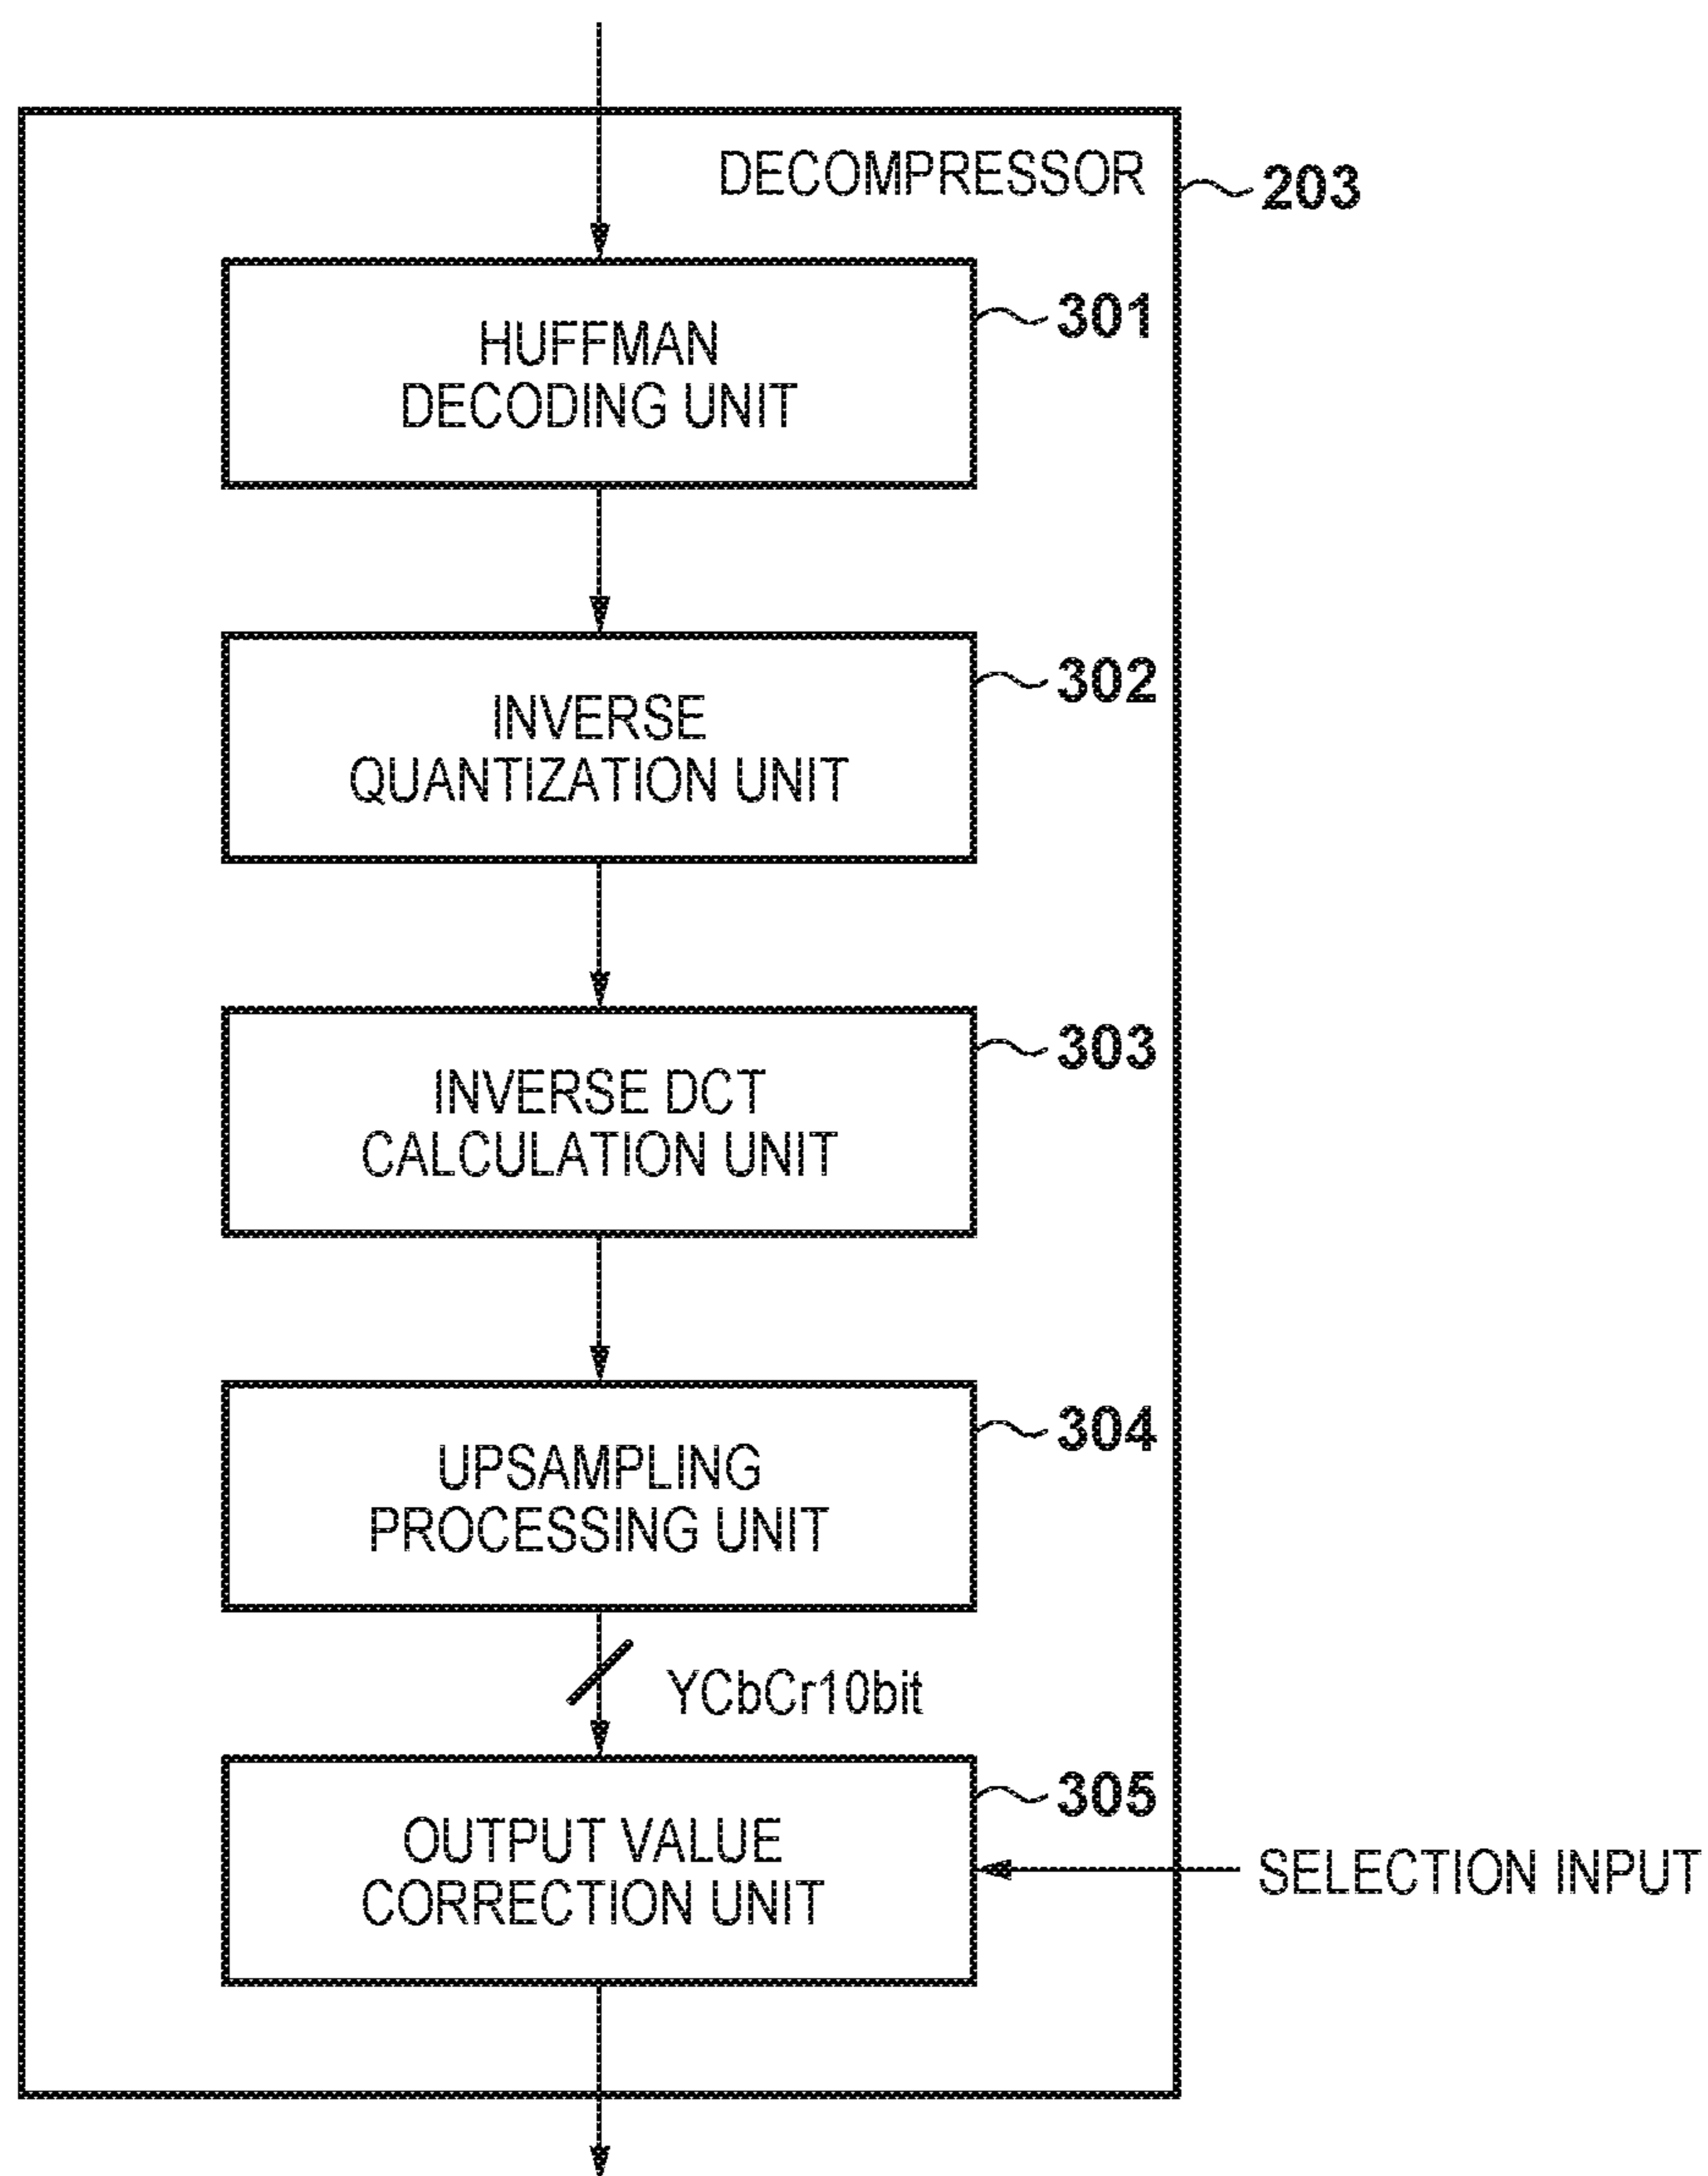 DECOMPRESSOR
203
HUFFMAN
DECODING UNIT
301
INVERSE
QUANTIZATION UNIT
302
INVERSE DCT
CALCULATION UNIT
303
UPSAMPLING
PROCESSING UNIT
304
YCbCr10bit
OUTPUT VALUE
CORRECTION UNIT
305
SELECTION INPUT